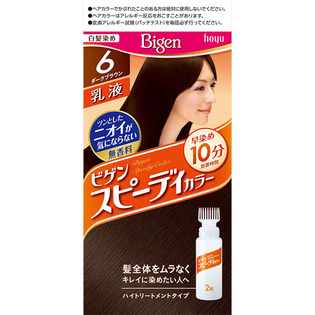 ●ヘアカラーでかぶれたことのある方は絶対に使用しないでください。
●ヘアカラーはアレルギー反応をおこすことがあります。
●皮膚アレルギー試験（パッチテスト）を毎回必ず行ってください。
白髪染め
Bigen
hoyu
6
ダークブラウン
乳液
ツンとした
ニオイが
気にならない
無香料
早染め
10分
放置時間
Bigen
Speedy Color
ビゲン
スピーディカラー
髪全体をムラなく
キレイに染めたい人へ
ハイトリートメントタイプ
2剤